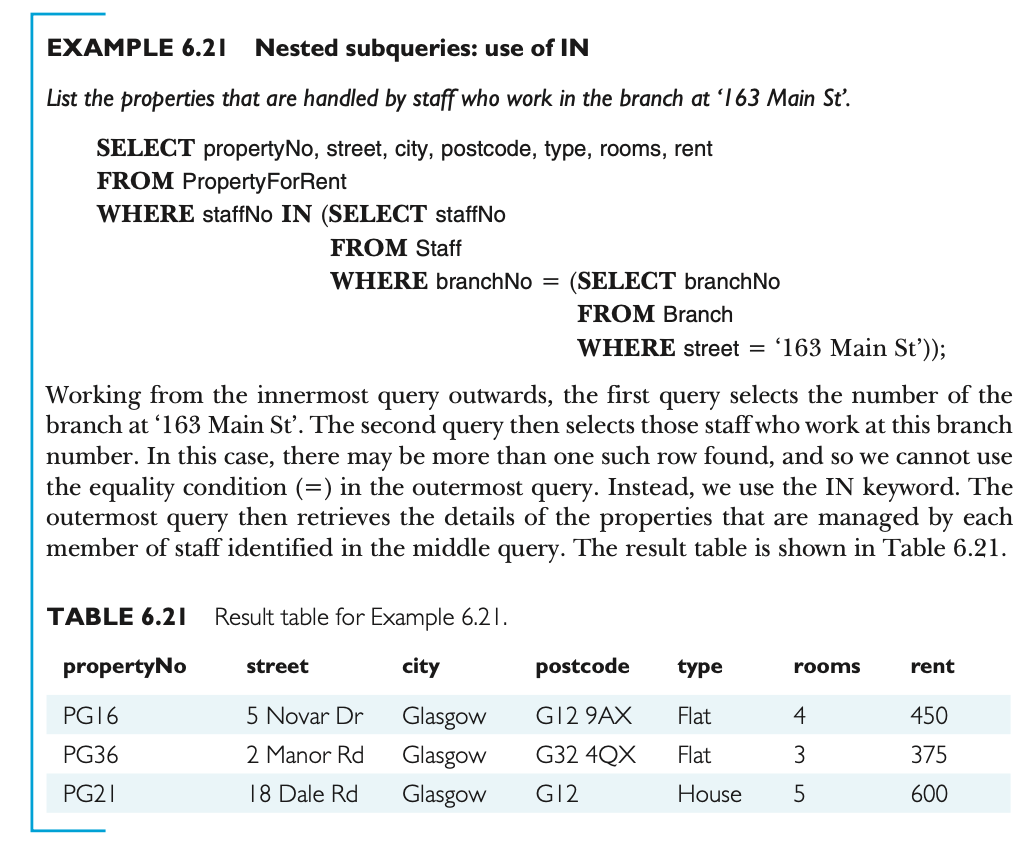 EXAMPLE 6.21 Nested subqueries: use of IN
List the properties that are handled by staff who work in the branch at ‘163 Main St’.
SELECT propertyNo, street, city, postcode, type, rooms, rent
FROM PropertyForRent
WHERE staffNo IN (SELECT staffNo
FROM Staff
WHERE branchNo = (SELECT branchNo
FROM Branch
WHERE street = ‘163 Main St’));
Working from the innermost query outwards, the first query selects the number of the
branch at ‘163 Main St’. The second query then selects those staff who work at this branch
number. In this case, there may be more than one such row found, and so we cannot use
the equality condition (=) in the outermost query. Instead, we use the IN keyword. The
outermost query then retrieves the details of the properties that are managed by each
member of staff identified in the middle query. The result table is shown in Table 6.21.
TABLE 6.21 Result table for Example 6.21.
propertyNo street city postcode type rooms rent
PG16 5 Novar Dr Glasgow G12 9AX Flat 4 450
PG36 2 Manor Rd Glasgow G32 4QX Flat 3 375
PG21 18 Dale Rd Glasgow G12 House 5 600